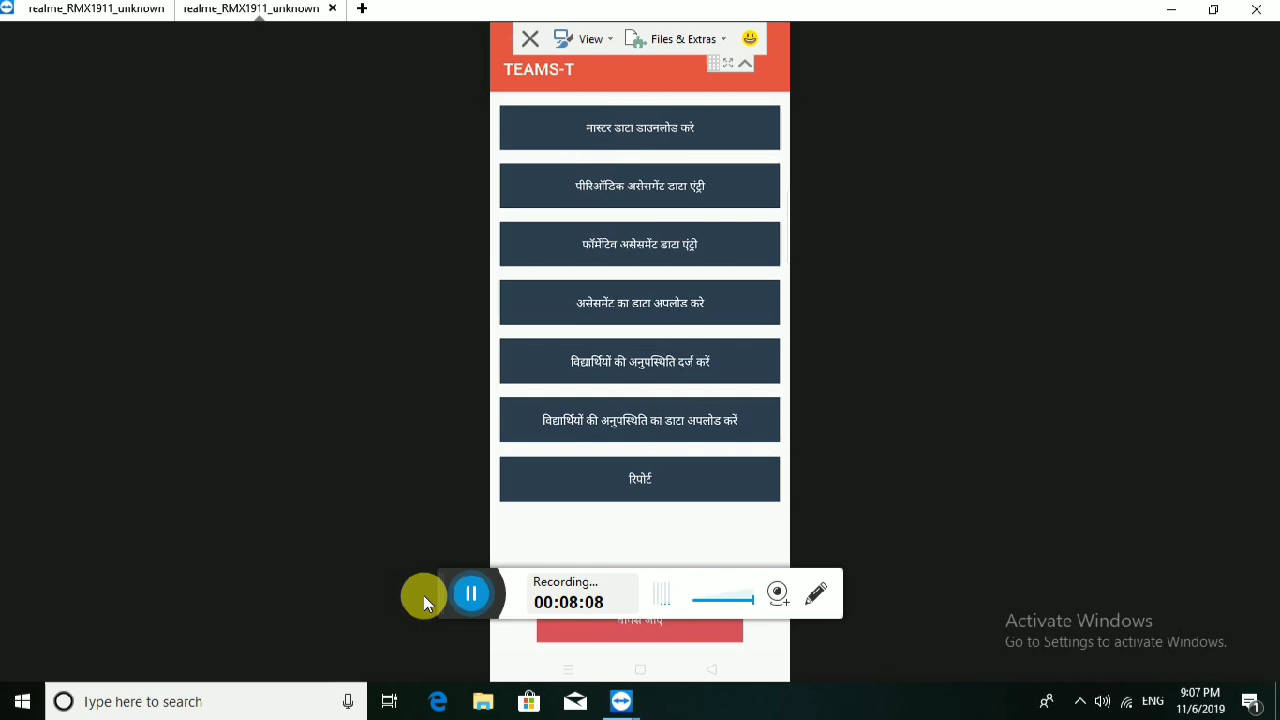 realme_RMX1911_unknown
realme_RMX1911_unknown
View
Files & Extras
TEAMS-T
मास्टर डाटा डाउनलोड करे
पीरिऑडिक असेसमेंट डाटा एंट्री
फॉर्मेटिव असेसमेंट डाटा एंट्री
असेसमेंट का डाटा अपलोड करे
विद्यार्थियों की अनुपस्थिति दर्ज करें
विद्यार्थियों की अनुपस्थिति का डाटा अपलोड करें
रिपोर्ट
Recording...
00:08:08
Activate Windows
Go to Settings to activate Windows.
Type here to search
ENG
9:07 PM
11/6/2019
1